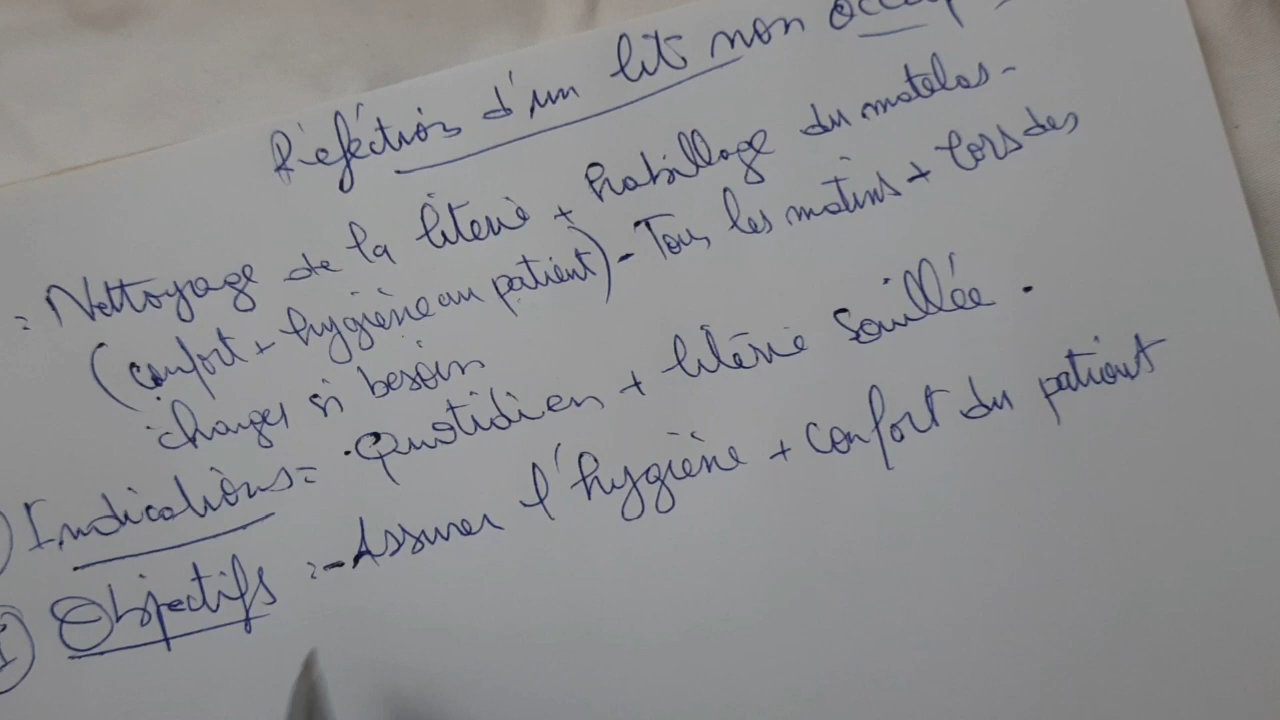 Réfection d'un lit non
= Nettoyage de la literie + habillage du matelas -
(confort + hygiène au patient) - Tous les matins + lors des
changes si besoin
Indications = Quotidien + literie souillée .
Objectifs : - Assurer l'hygiène + confort du patient